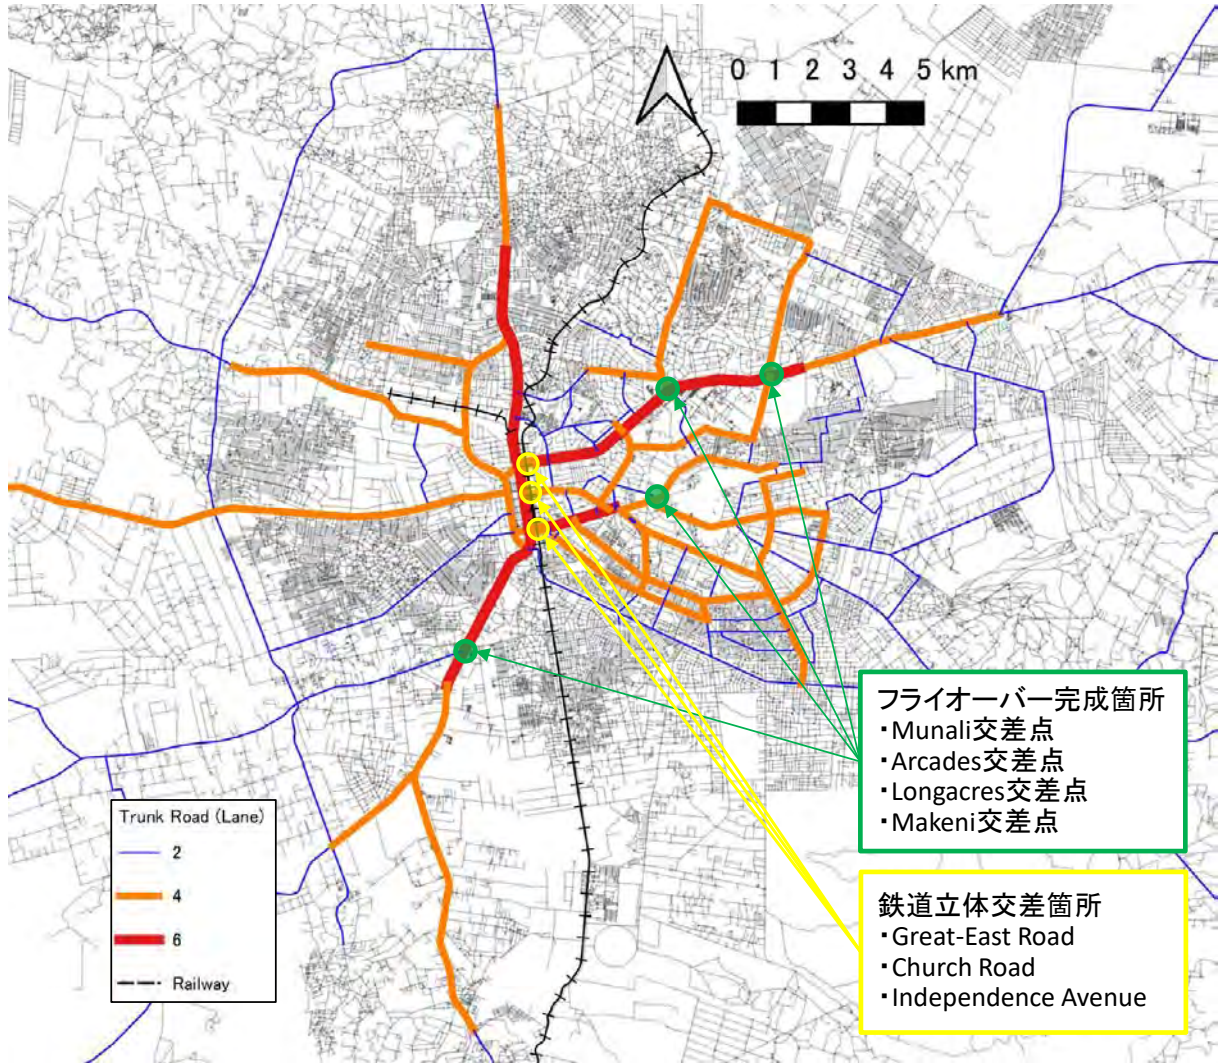 0 1 2 3 4 5 km
フライオーバー完成箇所
・Munali交差点
・Arcades交差点
・Longacres交差点
・Makeni交差点
Trunk Road (Lane)
2
4
6
Railway
鉄道立体交差箇所
・Great-East Road
・Church Road
・Independence Avenue